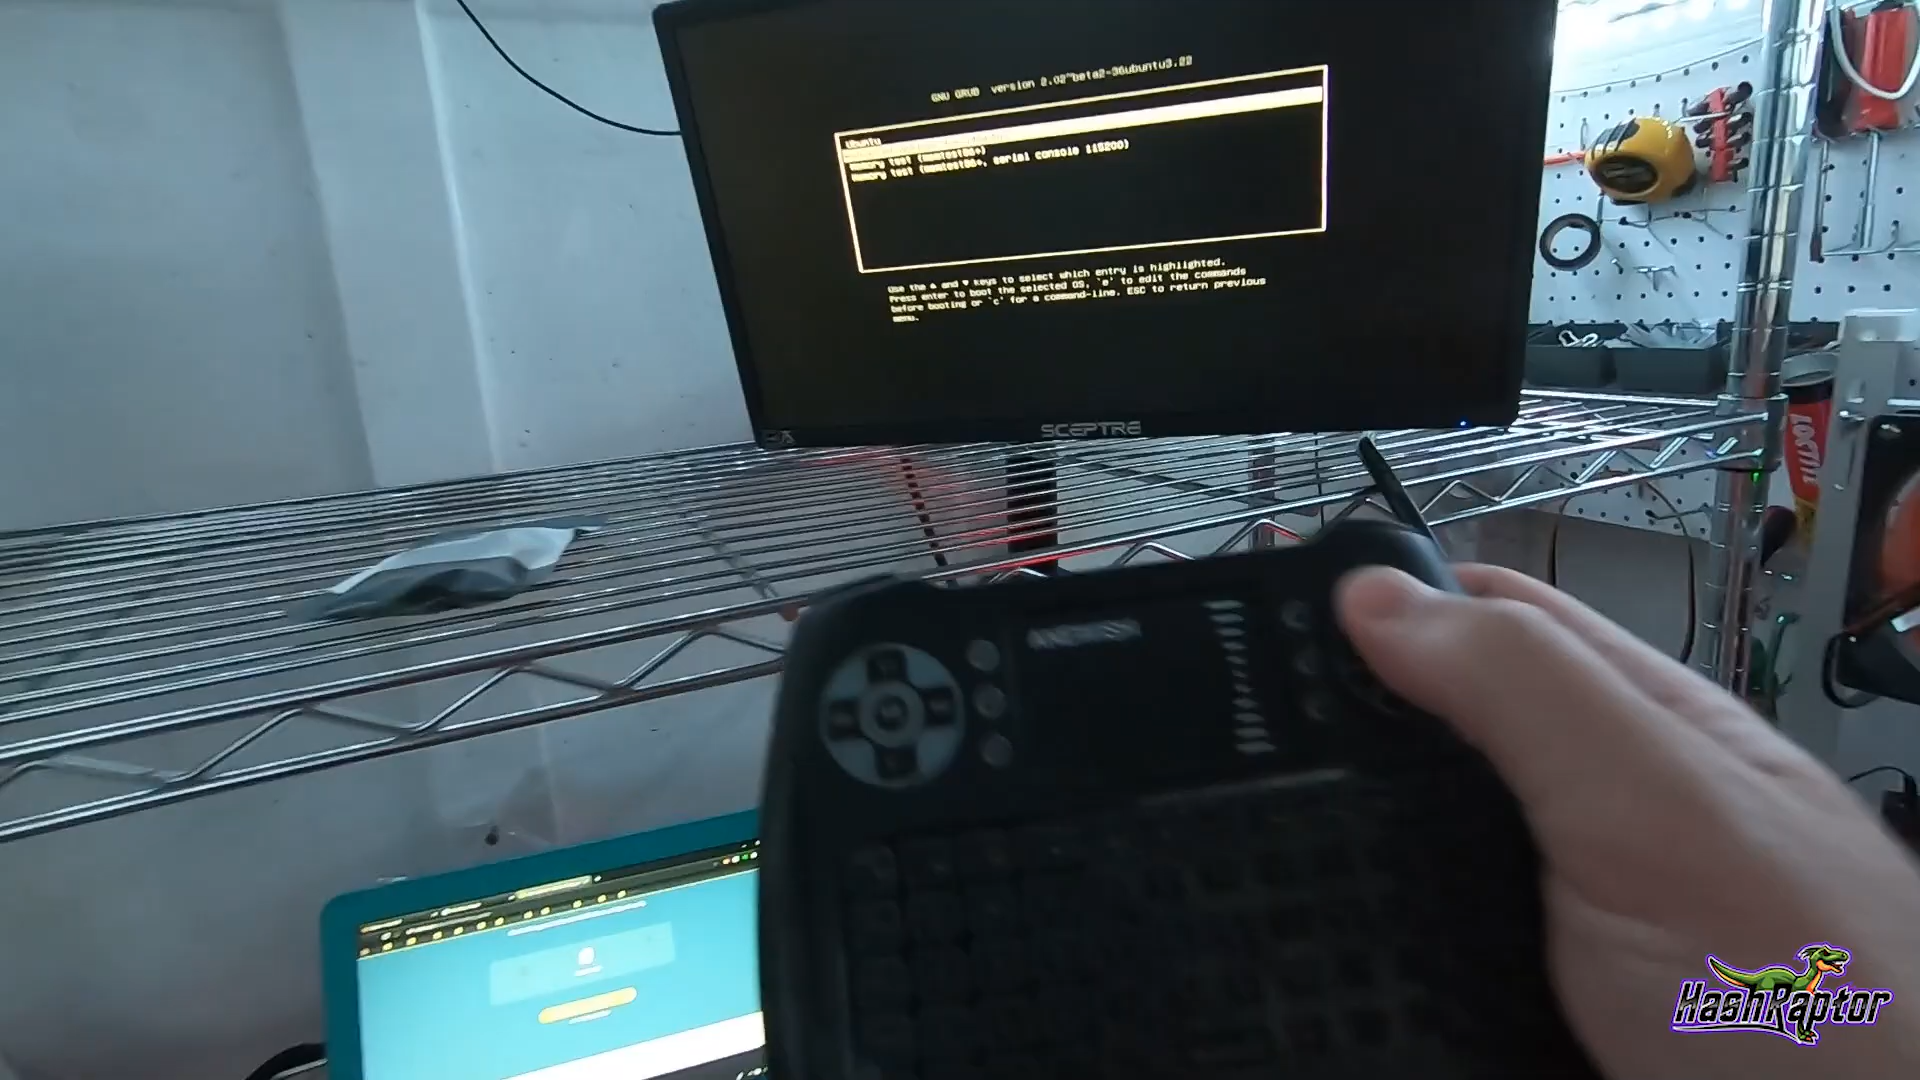 GNU GRUB version 2.02~beta2-36ubuntu3.22
Ubuntu
Memory test (memtest86+)
Memory test (memtest86+, serial console 115200)
Use the ▲ and ▼ keys to select which entry is highlighted.
Press enter to boot the selected OS, `e' to edit the commands
before booting or `c' for a command-line. ESC to return previous
menu.
SCEPTRE
HashRaptor